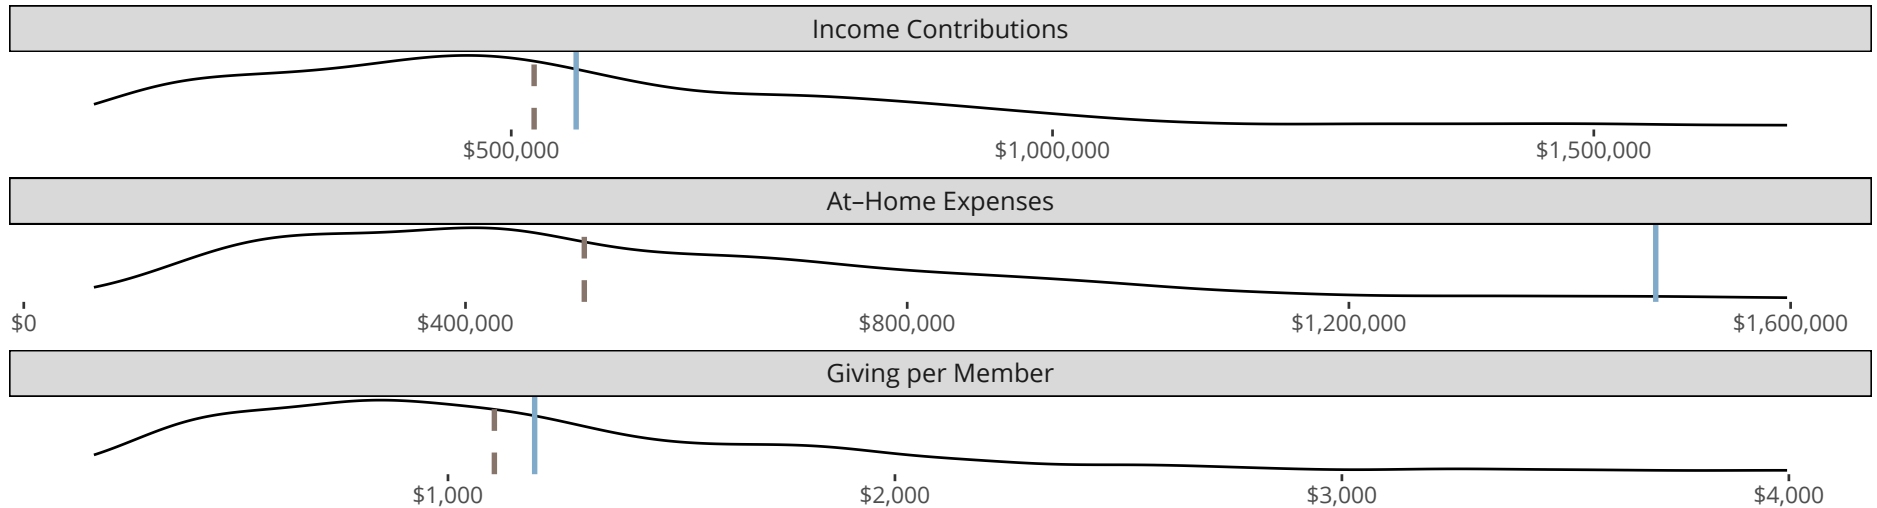 Income Contributions
$500,000 $1,000,000 $1,500,000
At–Home Expenses
$0 $400,000 $800,000 $1,200,000 $1,600,000
Giving per Member
$1,000 $2,000 $3,000 $4,000